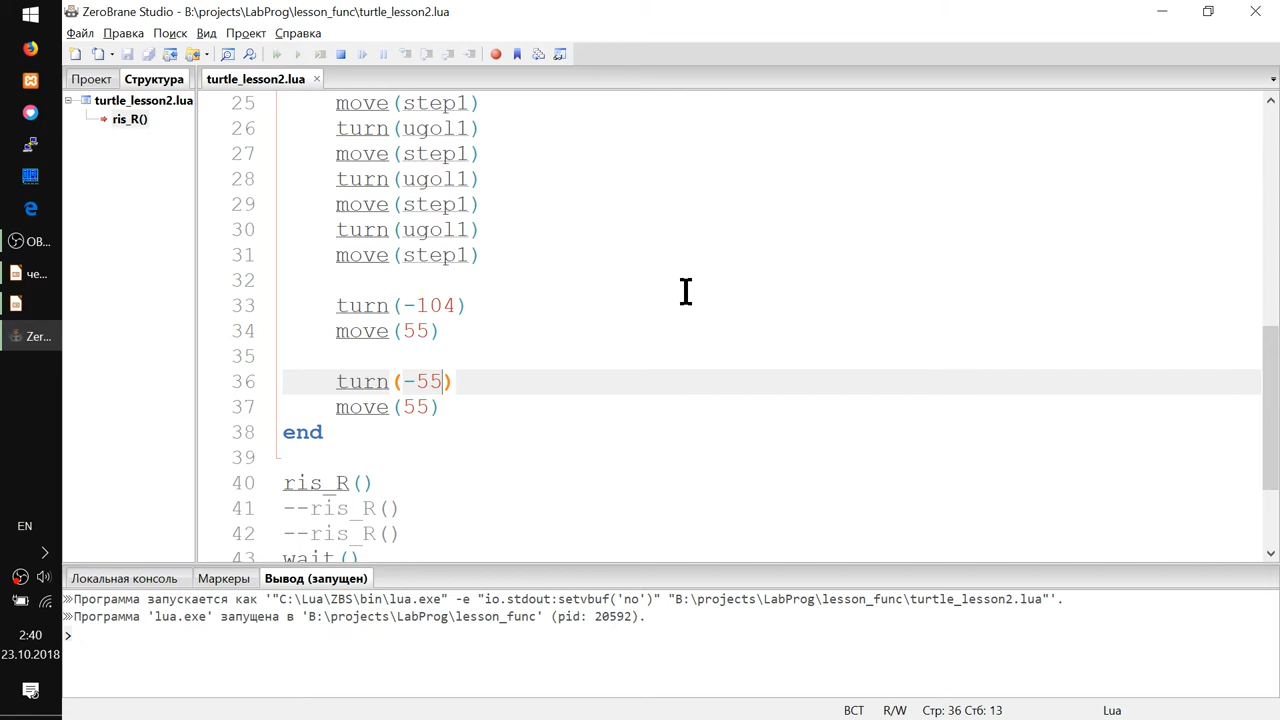 ZeroBrane Studio - B:\projects\LabProg\lesson_func\turtle_lesson2.lua
Файл Правка Поиск Вид Проект Справка
Проект Структура turtle_lesson2.lua
turtle_lesson2.lua
ris_R()
25 move(step1)
26 turn(ugol1)
27 move(step1)
28 turn(ugol1)
29 move(step1)
30 turn(ugol1)
31 move(step1)
32
33 turn(-104)
34 move(55)
35
36 turn(-55)
37 move(55)
38 end
39
40 ris_R()
41 --ris_R()
42 --ris_R()
43 wait()
OB...
че...
Zer...
EN
2:40
23.10.2018
Локальная консоль Маркеры Вывод (запущен)
Программа запускается как '"C:\Lua\ZBS\bin\lua.exe" -e "io.stdout:setvbuf('no')" "B:\projects\LabProg\lesson_func\turtle_lesson2.lua"'.
Программа 'lua.exe' запущена в 'B:\projects\LabProg\lesson_func' (pid: 20592).
>
ВСТ R/W Стр: 36 Стб: 13 Lua